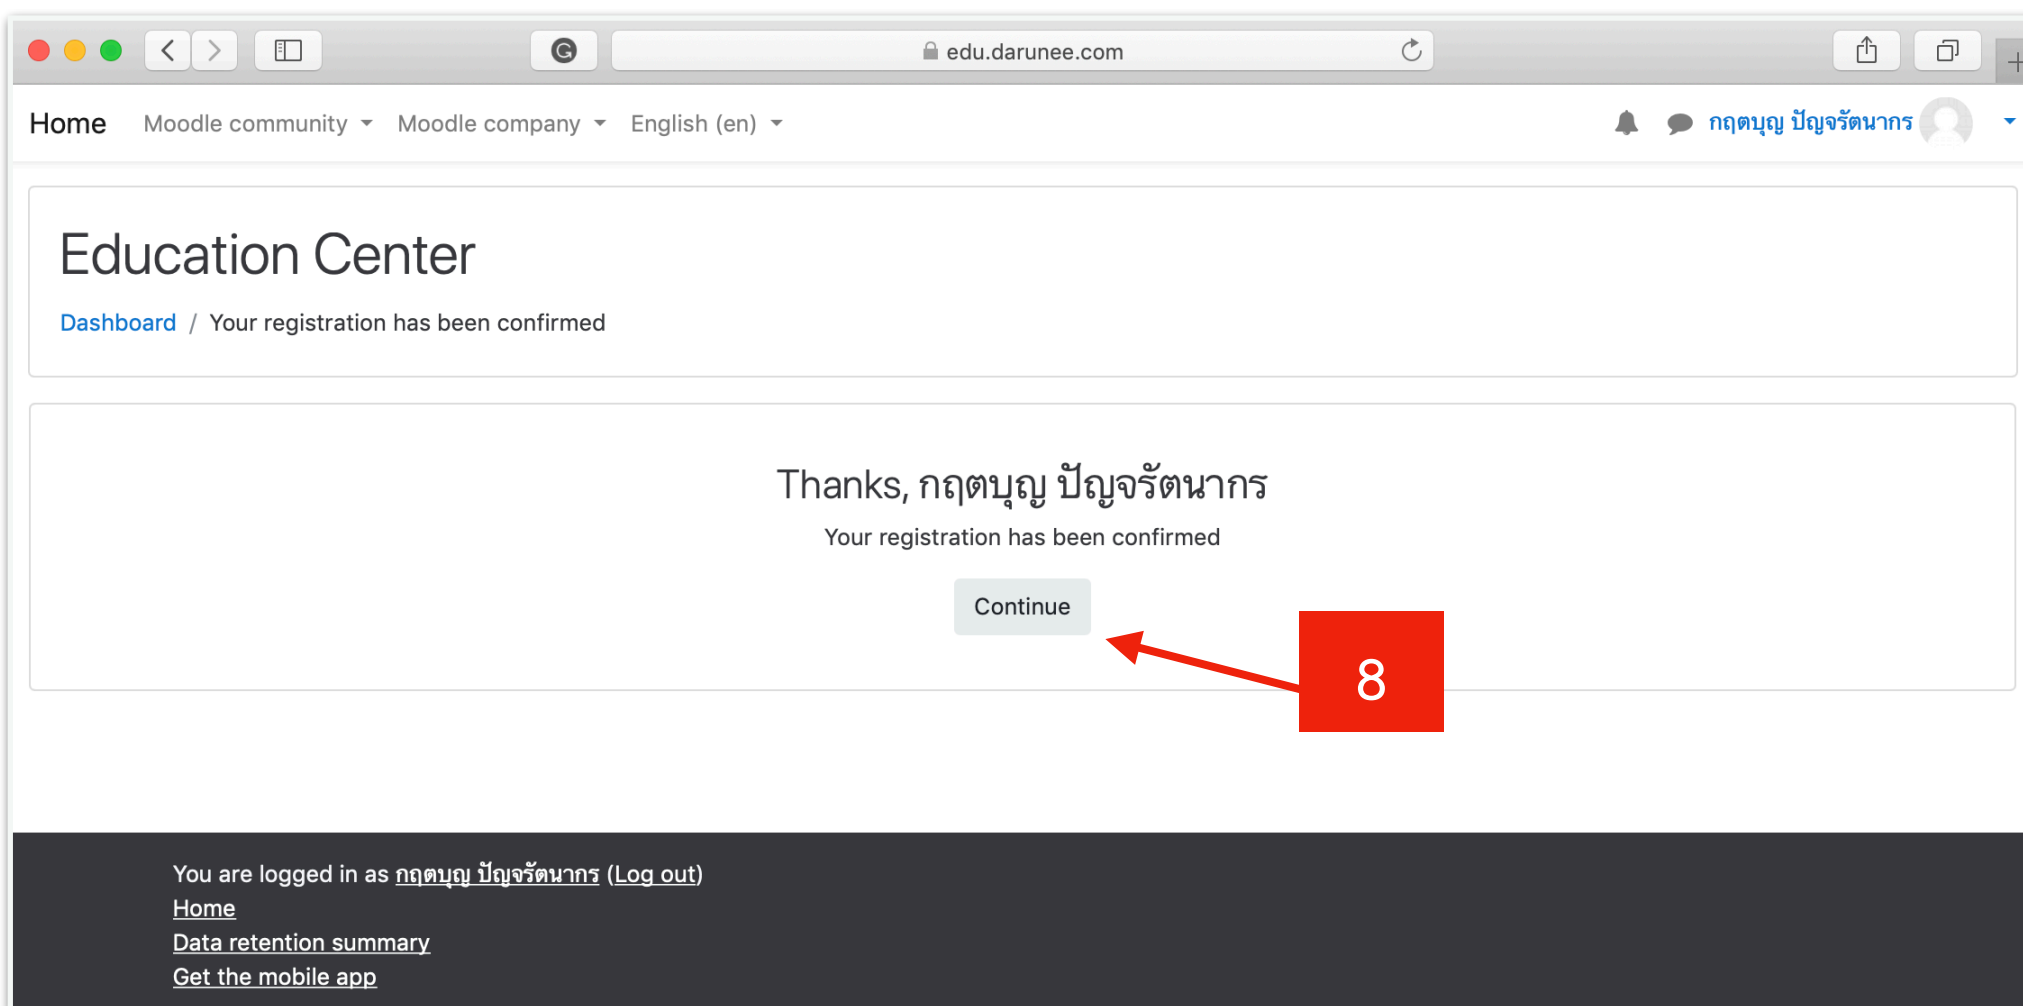 edu.darunee.com
Home Moodle community Moodle company English (en) กฤตบุญ ปัญจรัตนากร
Education Center
Dashboard / Your registration has been confirmed
Thanks, กฤตบุญ ปัญจรัตนากร
Your registration has been confirmed
Continue
8
You are logged in as กฤตบุญ ปัญจรัตนากร (Log out)
Home
Data retention summary
Get the mobile app